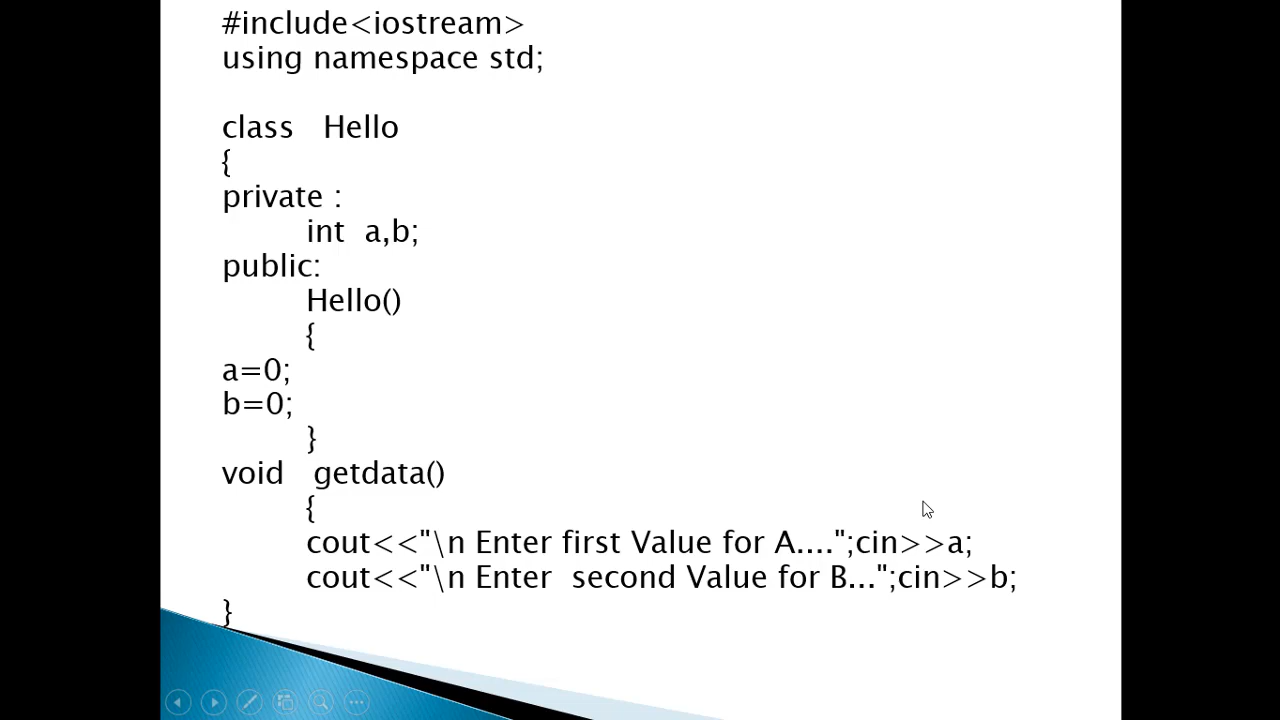 #include<iostream>
using namespace std;
class Hello
{
private :
int a,b;
public:
Hello()
{
a=0;
b=0;
}
void getdata()
{
cout<<"\n Enter first Value for A....";cin>>a;
cout<<"\n Enter second Value for B...";cin>>b;
}